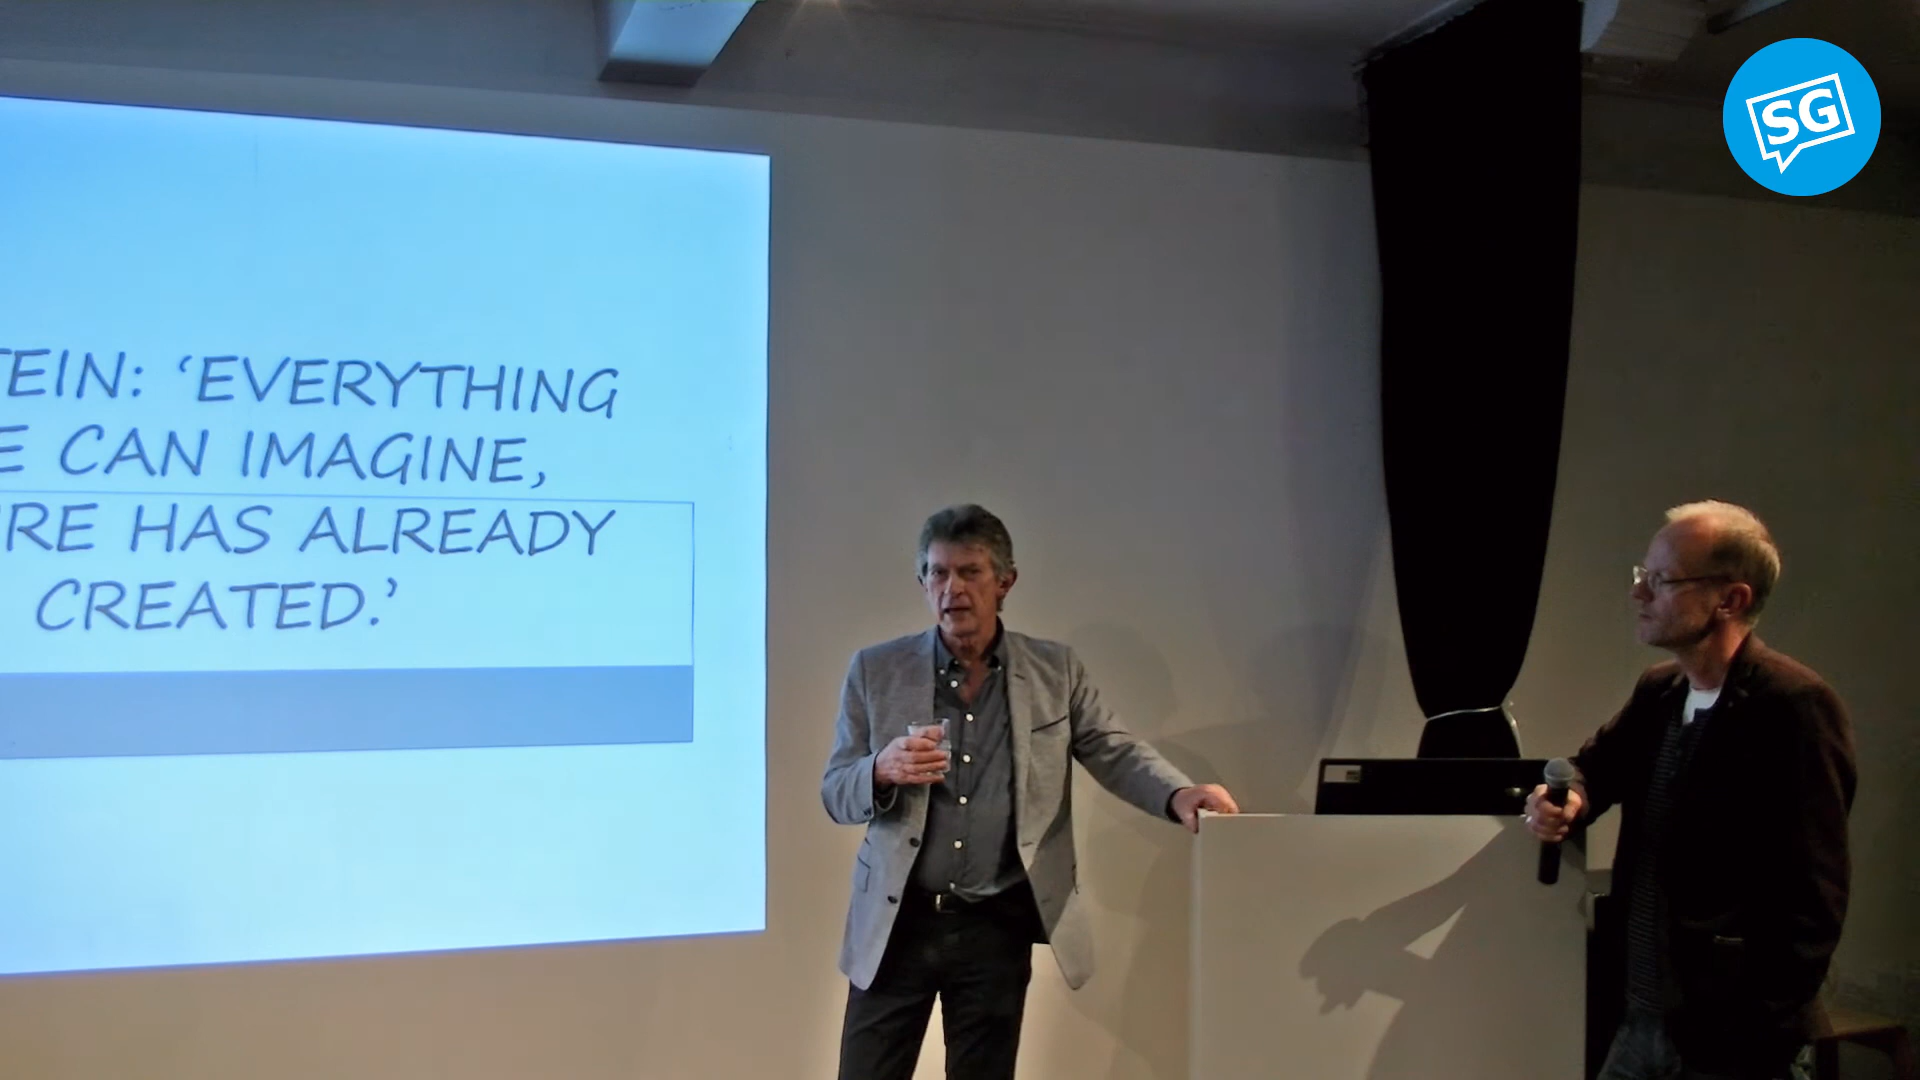 TEIN: ‘EVERYTHING
E CAN IMAGINE,
’RE HAS ALREADY
CREATED.’
SG